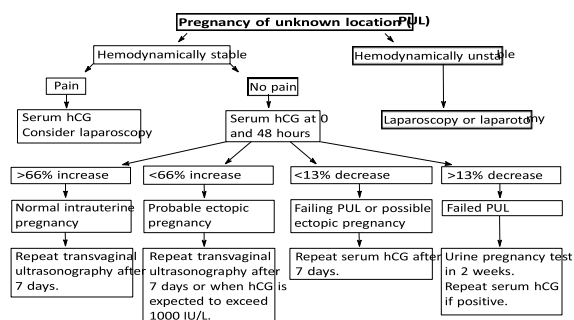 Pregnancy of unknown location (PUL)
Hemodynamically stable
Hemodynamically unstable
Pain
No pain
Serum hCG
Consider laparoscopy
Serum hCG at 0
and 48 hours
Laparoscopy or laparotomy
>66% increase
<66% increase
<13% decrease
>13% decrease
Normal intrauterine
pregnancy
Probable ectopic
pregnancy
Failing PUL or possible
ectopic pregnancy
Failed PUL
Repeat transvaginal
ultrasonography after
7 days.
Repeat transvaginal
ultrasonography after
7 days or when hCG is
expected to exceed
1000 IU/L.
Repeat serum hCG after
7 days.
Urine pregnancy test
in 2 weeks.
Repeat serum hCG
if positive.